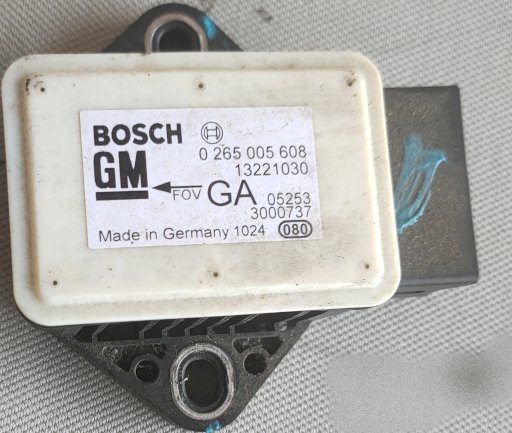 BOSCH
0 265 005 608
GM
13221030
FOV GA 05253
3000737
Made in Germany 1024 080